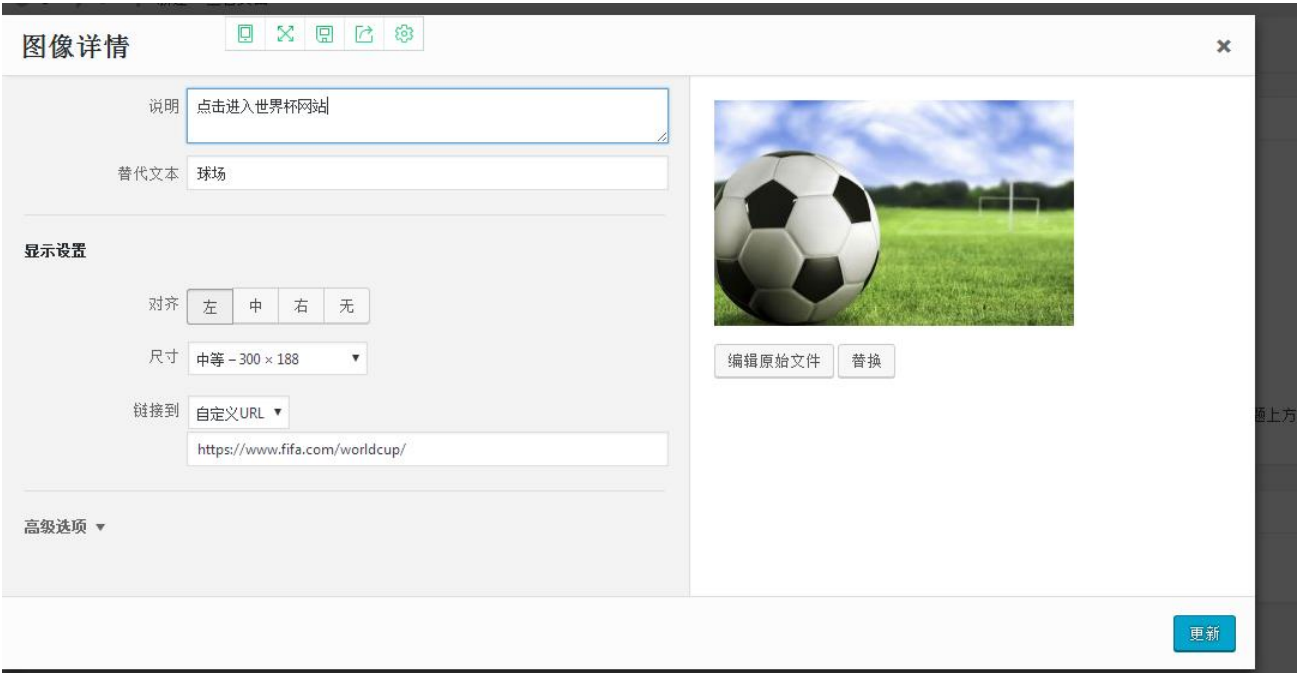 图像详情
说明
点击进入世界杯网站
替代文本
球场
显示设置
对齐
左 中 右 无
尺寸
中等 – 300 × 188
链接到
自定义URL
https://www.fifa.com/worldcup/
高级选项
编辑原始文件 替换
题上方
更新